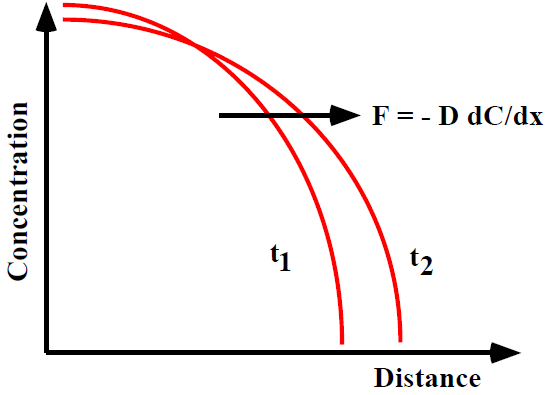 Concentration
F = - D dC/dx
t1
t2
Distance